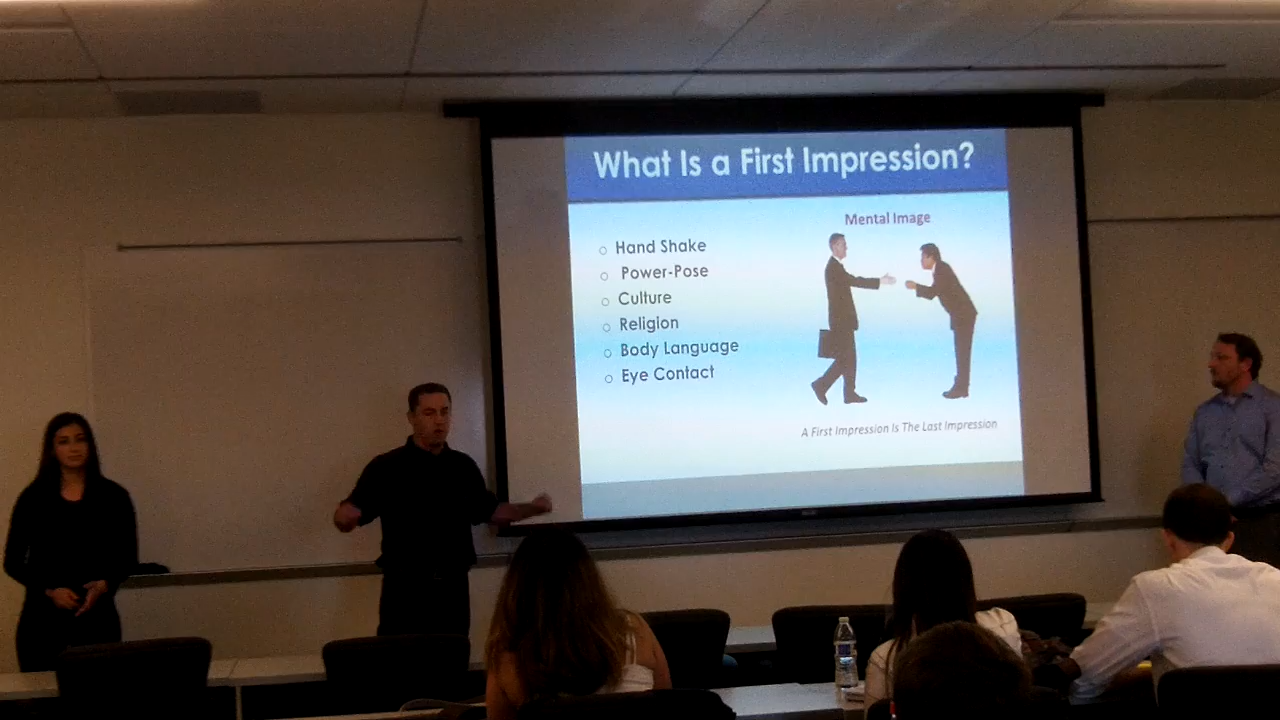 What Is a First Impression?
Mental Image
Hand Shake
Power-Pose
Culture
Religion
Body Language
Eye Contact
A First Impression Is The Last Impression